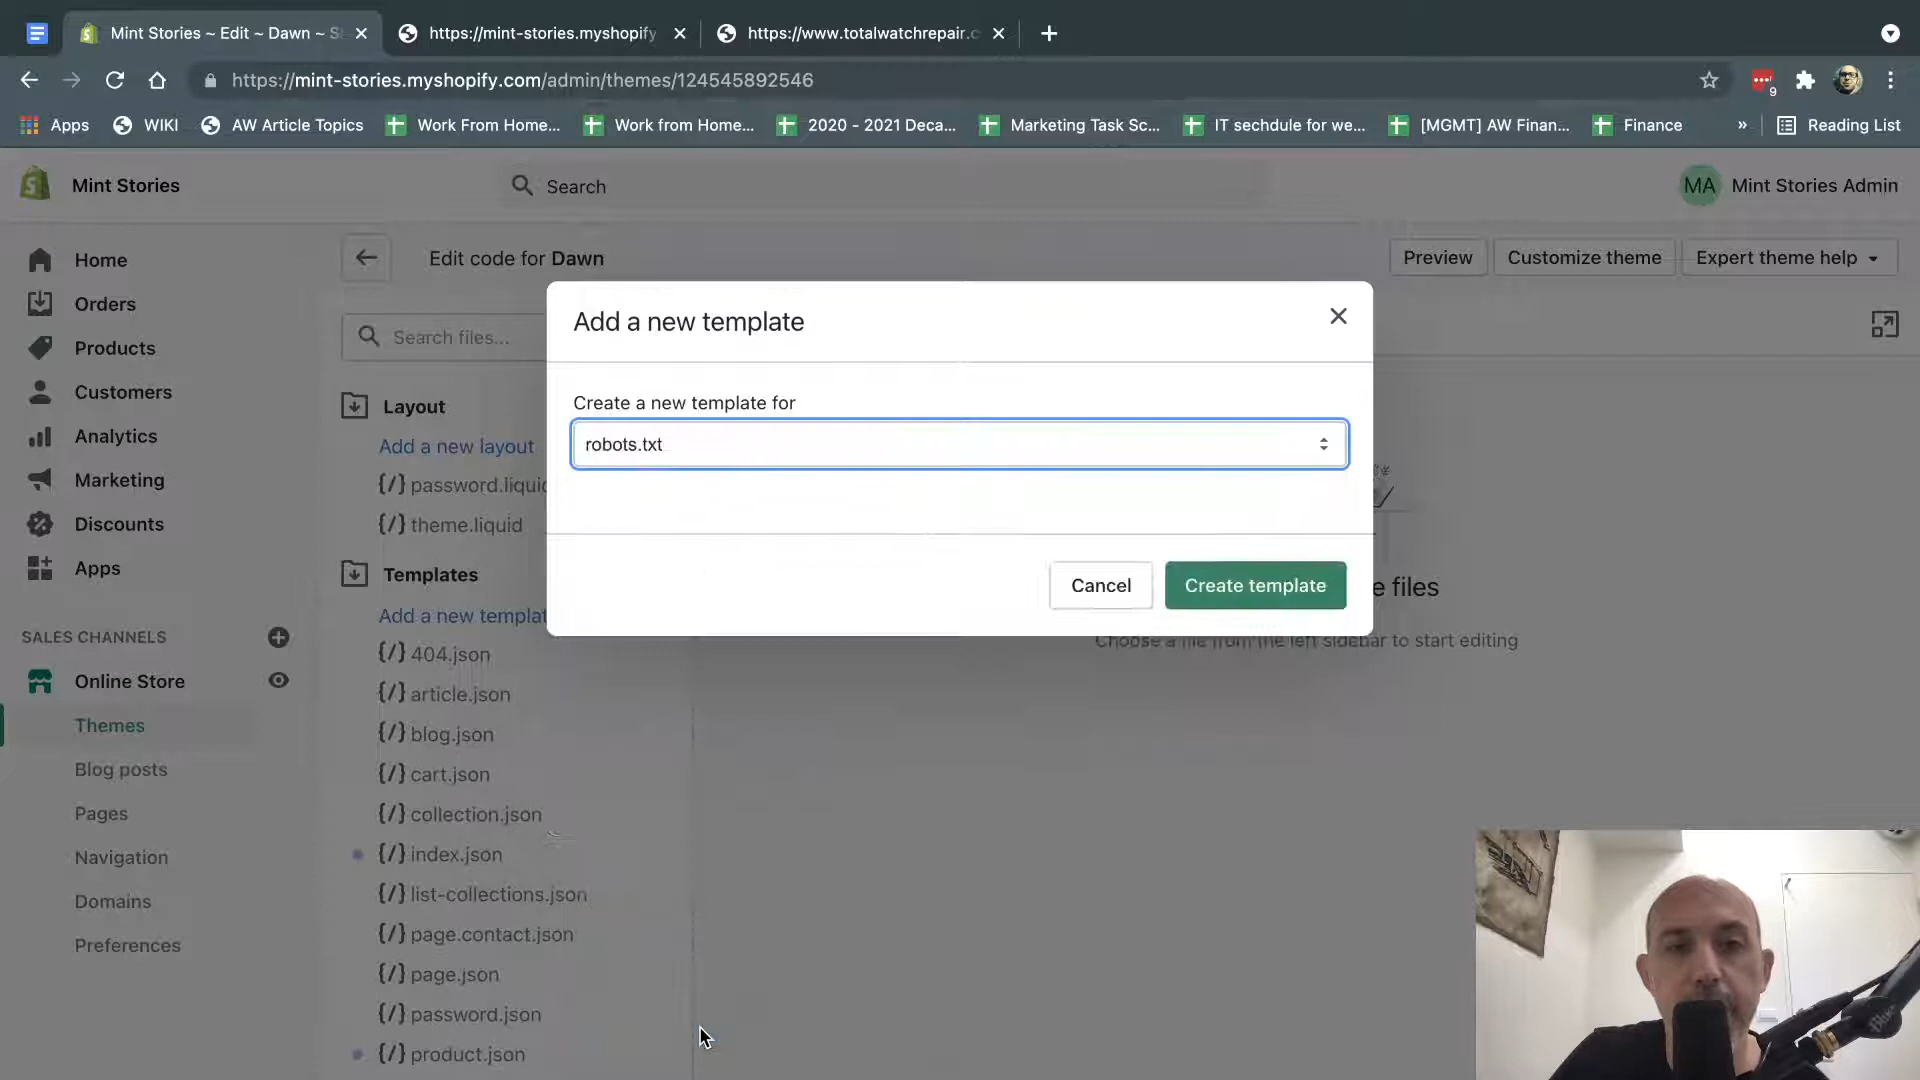 Mint Stories ~ Edit ~ Dawn ~ S
https://mint-stories.myshopify
https://www.totalwatchrepair.c
https://mint-stories.myshopify.com/admin/themes/124545892546
9
Apps
WIKI
AW Article Topics
Work From Home...
Work from Home...
2020 - 2021 Deca...
Marketing Task Sc...
IT sechdule for we...
[MGMT] AW Finan...
Finance
»
Reading List
Mint Stories
Search
MA
Mint Stories Admin
Home
Orders
Products
Customers
Analytics
Marketing
Discounts
Apps
SALES CHANNELS
Online Store
Themes
Blog posts
Pages
Navigation
Domains
Preferences
Edit code for Dawn
Preview
Customize theme
Expert theme help
Search files...
Layout
Add a new layout
{/} password.liquid
{/} theme.liquid
Templates
Add a new templat
{/} 404.json
{/} article.json
{/} blog.json
{/} cart.json
{/} collection.json
{/} index.json
{/} list-collections.json
{/} page.contact.json
{/} page.json
{/} password.json
{/} product.json
Add a new template
Create a new template for
robots.txt
Cancel
Create template
e files
Choose a file from the left sidebar to start editing